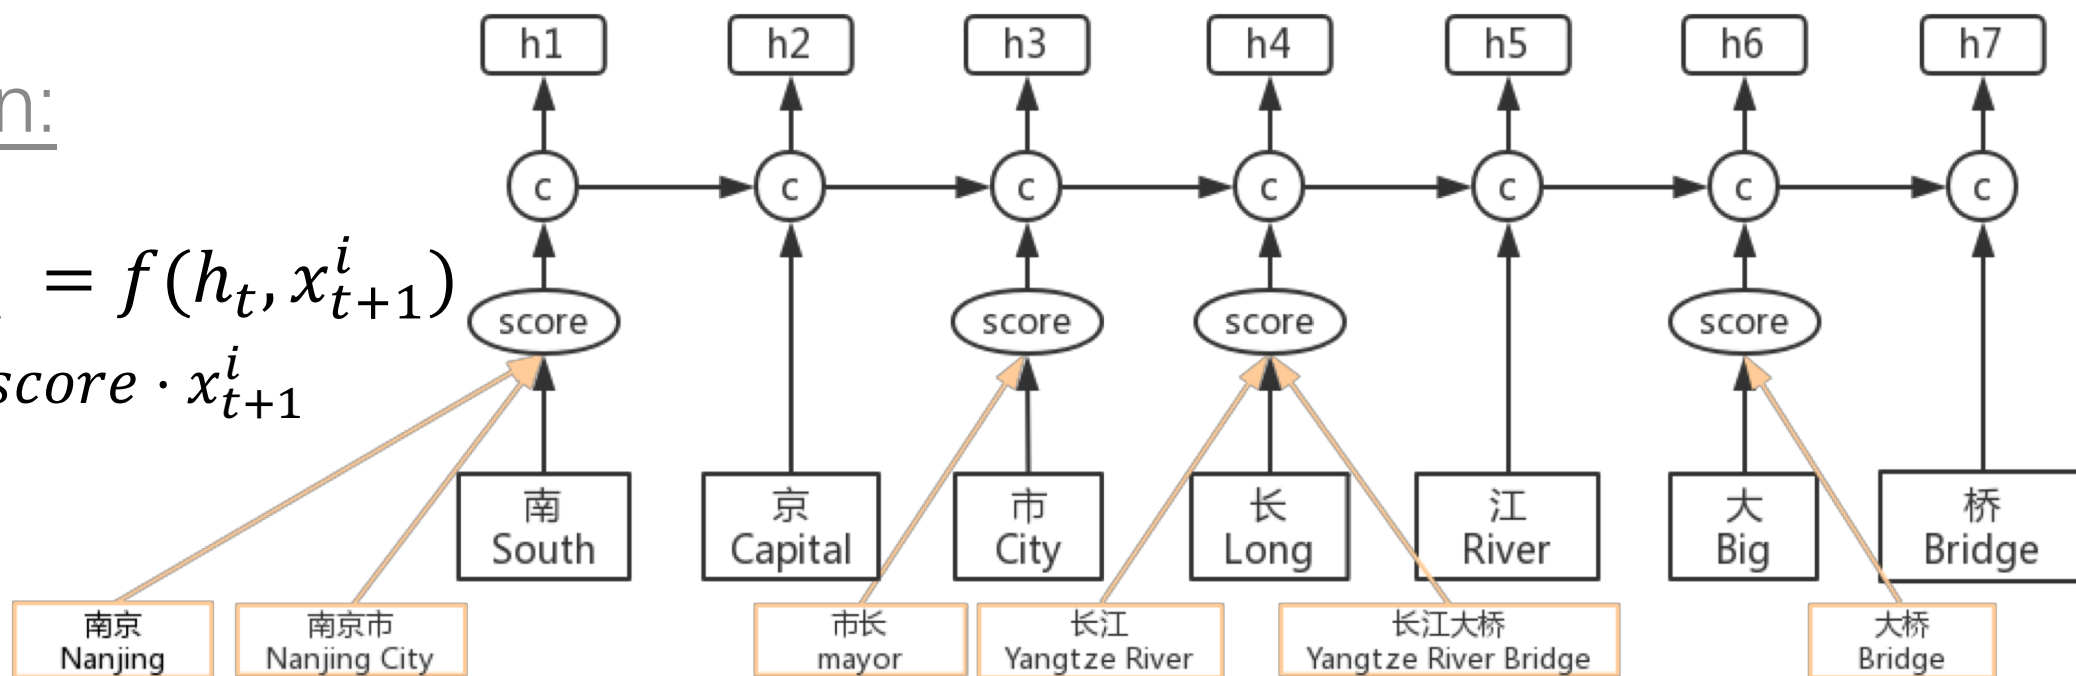 n:
= f(h_t, x^i_{t+1})
score · x^i_{t+1}
h1 h2 h3 h4 h5 h6 h7
c c c c c c c
score score score score
南 京 市 长 江 大 桥
South Capital City Long River Big Bridge
南京 南京市 市长 长江 长江大桥 大桥
Nanjing Nanjing City mayor Yangtze River Yangtze River Bridge Bridge